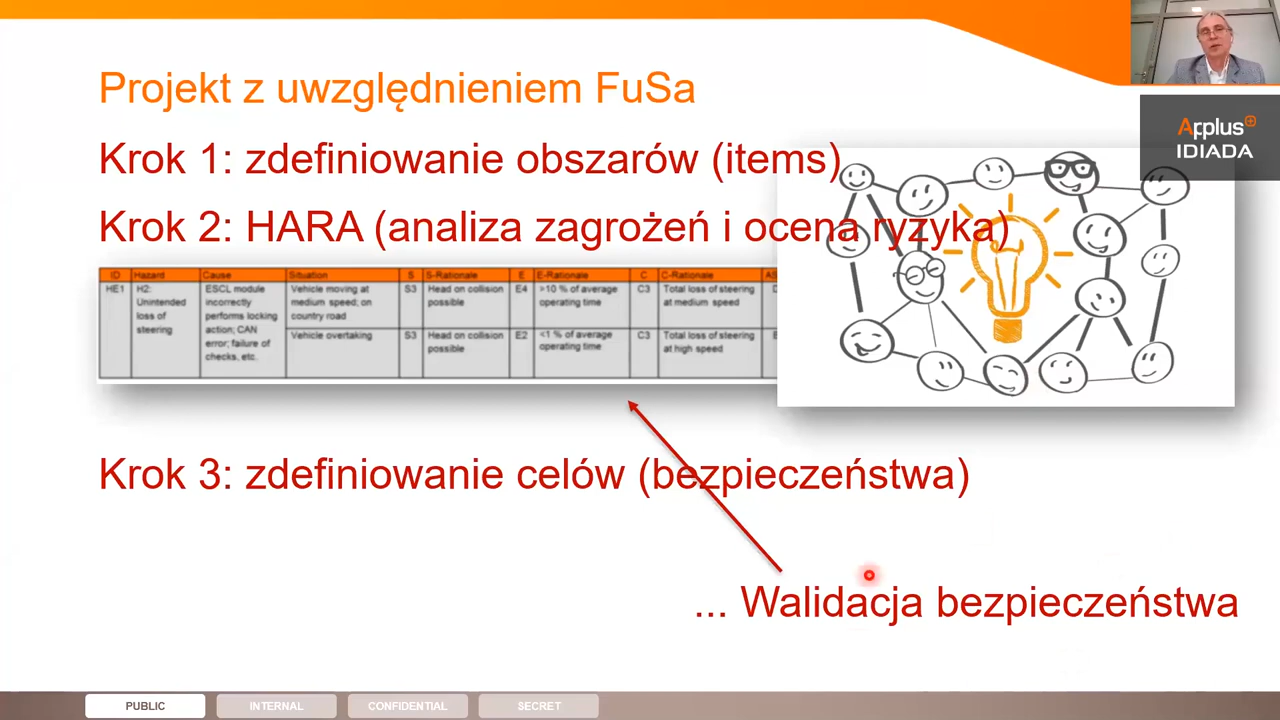 Projekt z uwzględnieniem FuSa
Applus+
IDIADA
Krok 1: zdefiniowanie obszarów (items)
Krok 2: HARA (analiza zagrożeń i ocena ryzyka)
ID Hazard Cause Situation S S-Rationale E E-Rationale C C-Rationale
HE1 H2: Unintended loss of steering ESCL module incorrectly performs locking action; CAN error; failure of checks, etc. Vehicle moving at medium speed; on country road S3 Head on collision possible E4 >10 % of average operating time C3 Total loss of steering at medium speed
Vehicle overtaking S3 Head on collision possible E2 <1 % of average operating time C3 Total loss of steering at high speed
Krok 3: zdefiniowanie celów (bezpieczeństwa)
... Walidacja bezpieczeństwa
PUBLIC INTERNAL CONFIDENTIAL SECRET